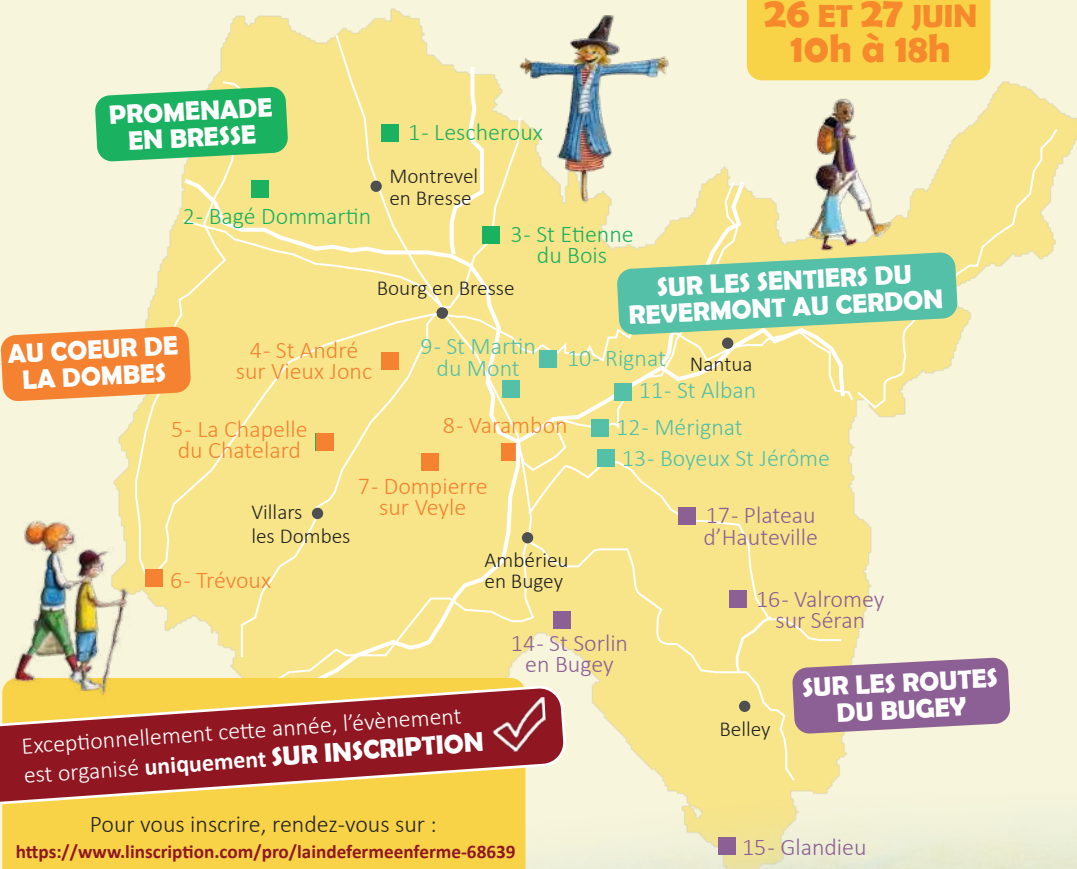 26 ET 27 JUIN
10h à 18h
PROMENADE
EN BRESSE
1- Lescheroux
Montrevel
en Bresse
2- Bagé Dommartin
3- St Etienne
du Bois
SUR LES SENTIERS DU
REVERMONT AU CERDON
Bourg en Bresse
AU COEUR DE
LA DOMBES
4- St André
sur Vieux Jonc
9- St Martin
du Mont
10- Rignat
Nantua
11- St Alban
5- La Chapelle
du Chatelard
8- Varambon
12- Mérignat
13- Boyeux St Jérôme
7- Dompierre
sur Veyle
Villars
les Dombes
17- Plateau
d'Hauteville
Ambérieu
en Bugey
6- Trévoux
16- Valromey
sur Séran
14- St Sorlin
en Bugey
SUR LES ROUTES
DU BUGEY
Belley
Exceptionnellement cette année, l'évènement
est organisé uniquement SUR INSCRIPTION
Pour vous inscrire, rendez-vous sur :
https://www.linscription.com/pro/laindefermeenferme-68639
15- Glandieu